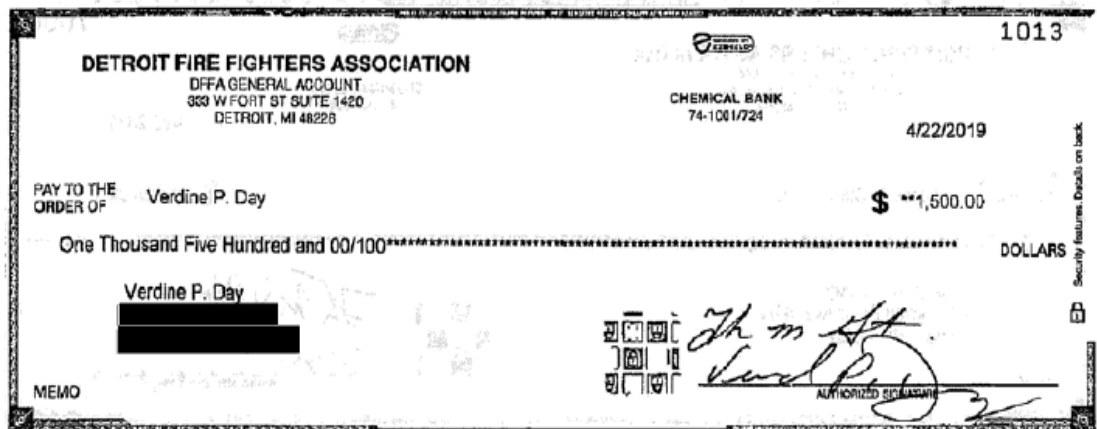 1013
DETROIT FIRE FIGHTERS ASSOCIATION
DFFA GENERAL ACCOUNT
333 W FORT ST SUITE 1420
DETROIT, MI 48226
CHEMICAL BANK
74-1001/724
4/22/2019
PAY TO THE
ORDER OF
Verdine P. Day
$ **1,500.00
One Thousand Five Hundred and 00/100**************************************************************************************************
DOLLARS
Verdine P. Day
MEMO
AUTHORIZED SIGNATURE
Security features. Details on back.